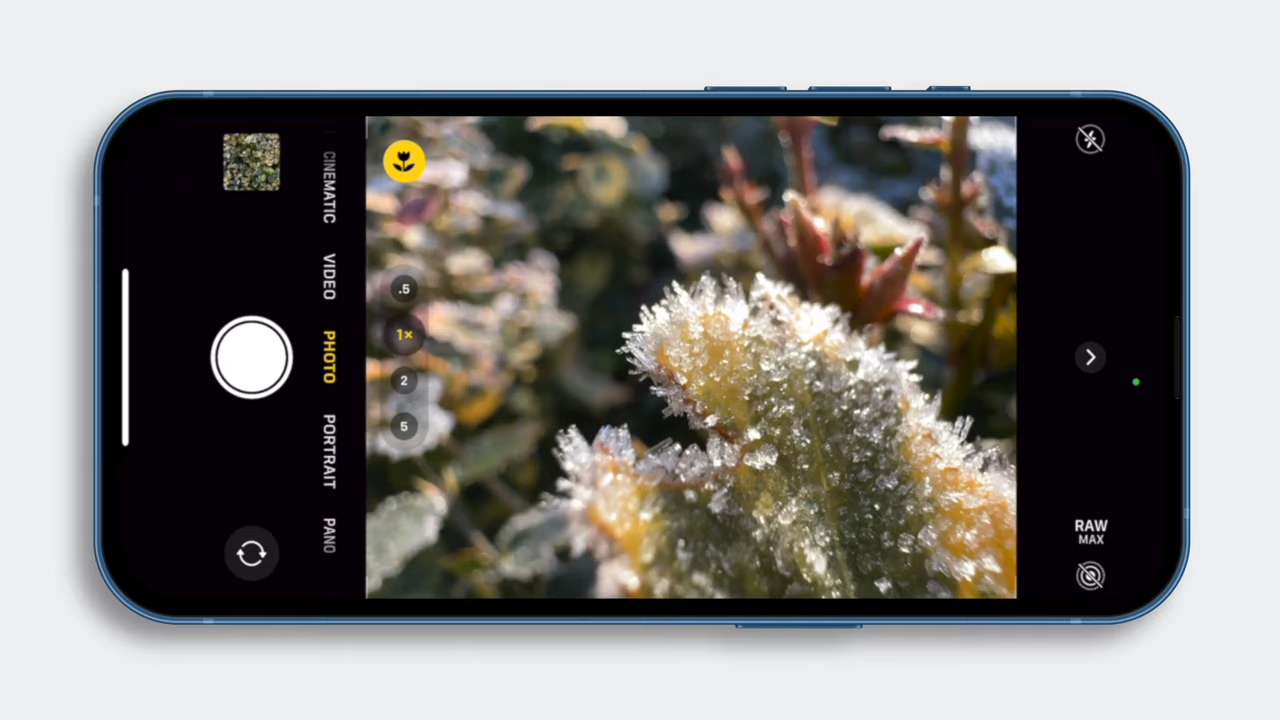 CINEMATIC
VIDEO
PHOTO
PORTRAIT
PANO
.5
1×
2
5
RAW
MAX